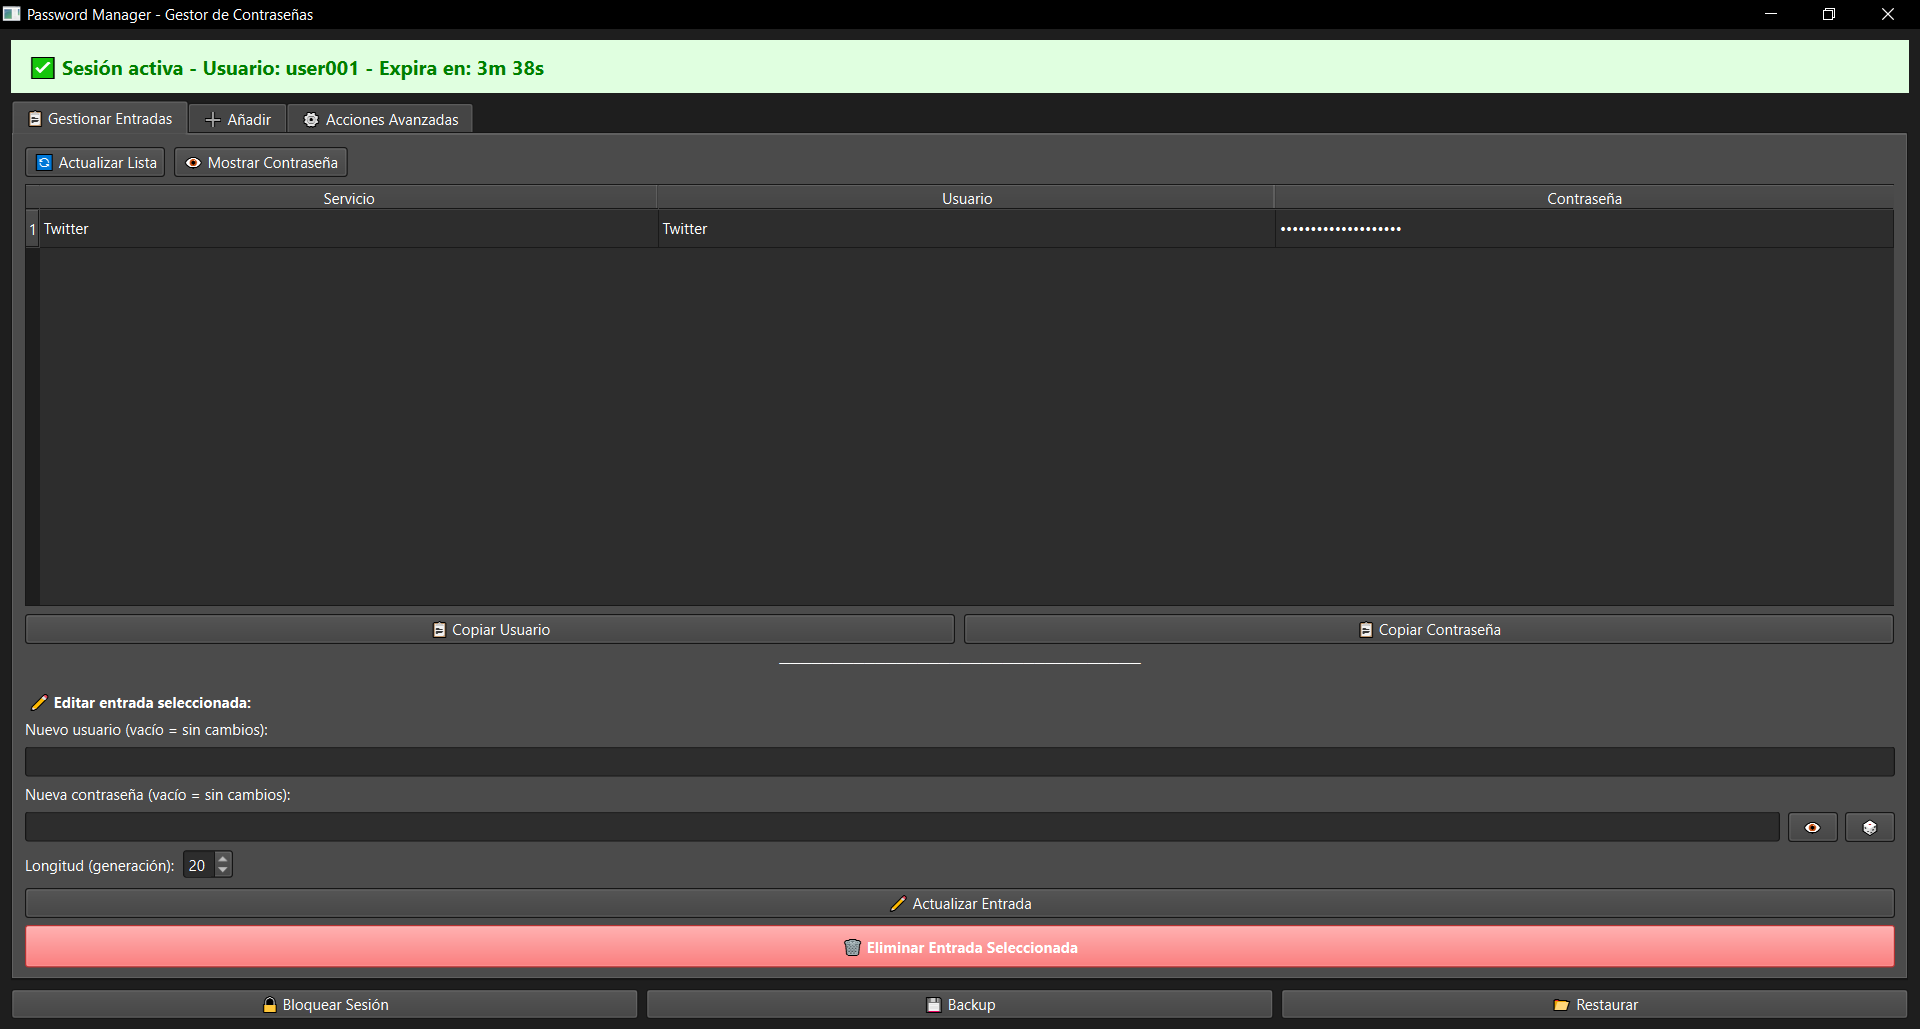 Password Manager - Gestor de Contraseñas
Sesión activa - Usuario: user001 - Expira en: 3m 38s
Gestionar Entradas
Añadir
Acciones Avanzadas
Actualizar Lista
Mostrar Contraseña
Servicio
Usuario
Contraseña
1
Twitter
Twitter
••••••••••••••••••••
Copiar Usuario
Copiar Contraseña
Editar entrada seleccionada:
Nuevo usuario (vacío = sin cambios):
Nueva contraseña (vacío = sin cambios):
Longitud (generación): 20
Actualizar Entrada
Eliminar Entrada Seleccionada
Bloquear Sesión
Backup
Restaurar